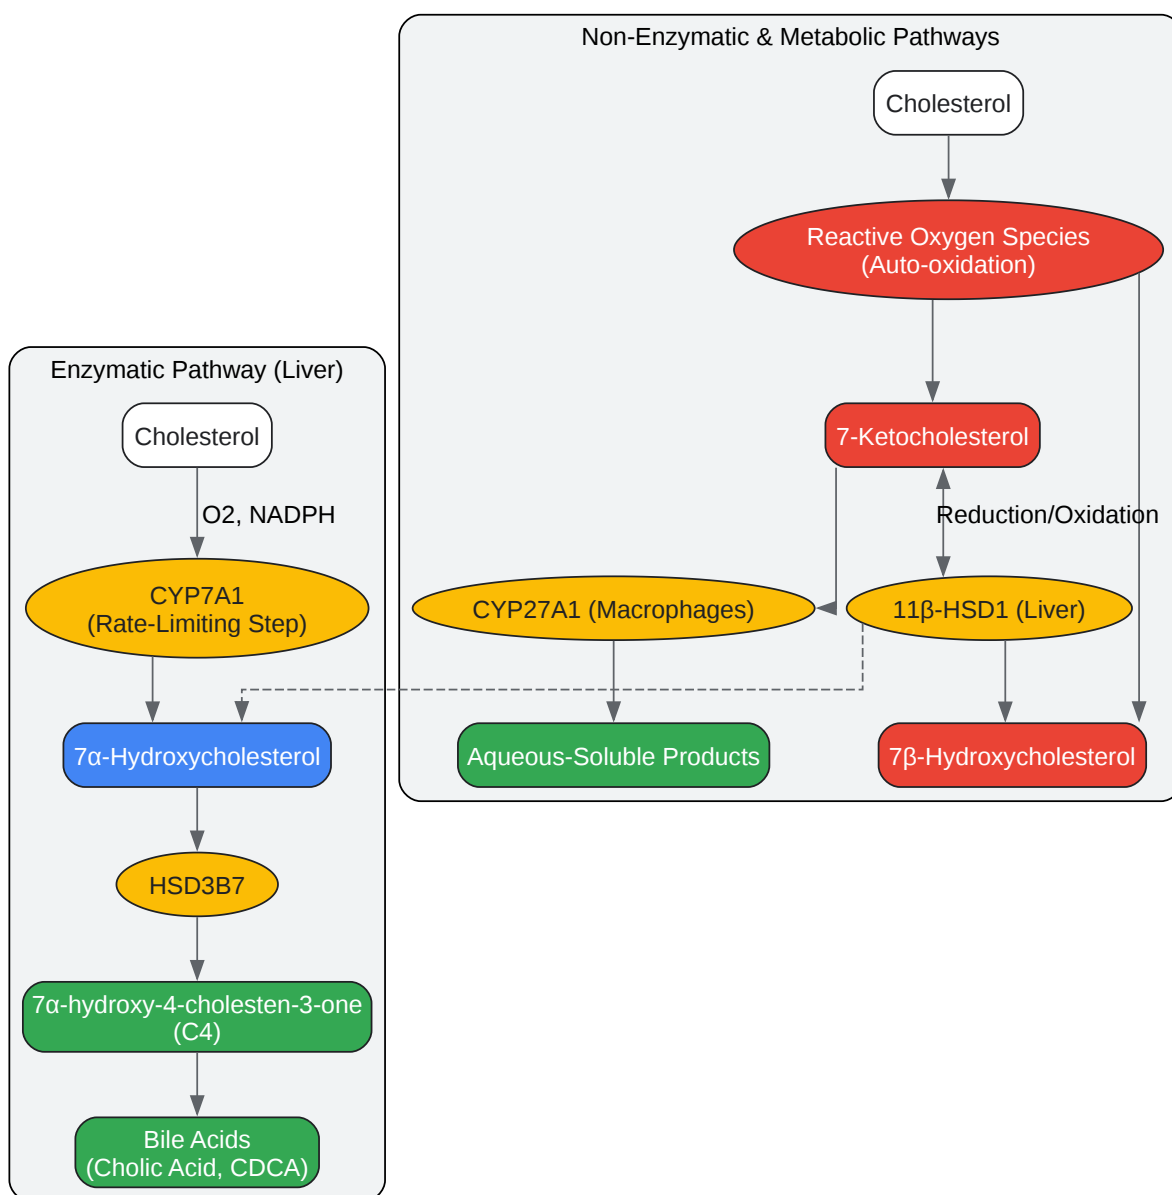 Non-Enzymatic & Metabolic Pathways
Cholesterol
Reactive Oxygen Species
(Auto-oxidation)
7-Ketocholesterol
Reduction/Oxidation
CYP27A1 (Macrophages)
11β-HSD1 (Liver)
Aqueous-Soluble Products
7β-Hydroxycholesterol
Enzymatic Pathway (Liver)
Cholesterol
O2, NADPH
CYP7A1
(Rate-Limiting Step)
7α-Hydroxycholesterol
HSD3B7
7α-hydroxy-4-cholesten-3-one
(C4)
Bile Acids
(Cholic Acid, CDCA)